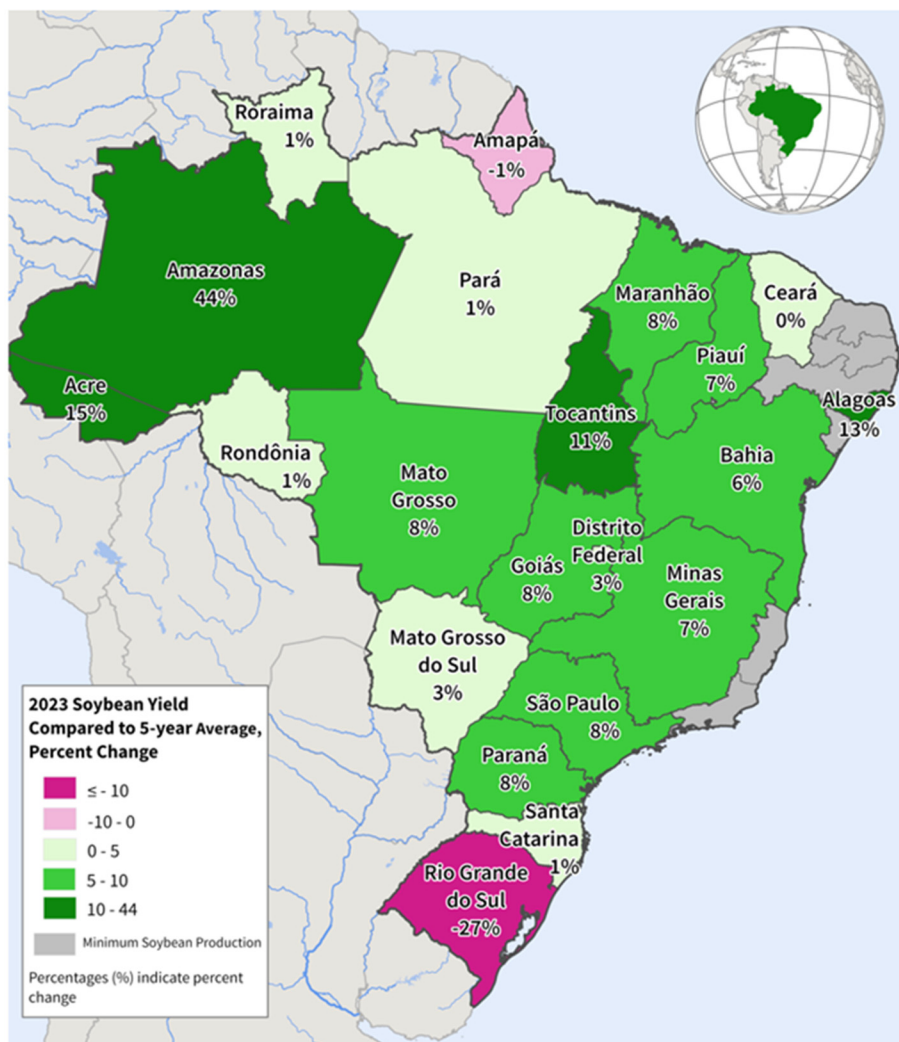 Roraima
1%
Amapá
-1%
Amazonas
44%
Pará
1%
Maranhão
8%
Ceará
0%
Piauí
7%
Acre
15%
Tocantins
11%
Alagoas
13%
Rondônia
1%
Mato
Grosso
8%
Bahia
6%
Distrito
Federal
3%
Goiás
8%
Minas
Gerais
7%
Mato Grosso
do Sul
3%
São Paulo
8%
Paraná
8%
Santa
Catarina
1%
Rio Grande
do Sul
-27%
2023 Soybean Yield
Compared to 5-year Average,
Percent Change
≤ - 10
-10 - 0
0 - 5
5 - 10
10 - 44
Minimum Soybean Production
Percentages (%) indicate percent
change